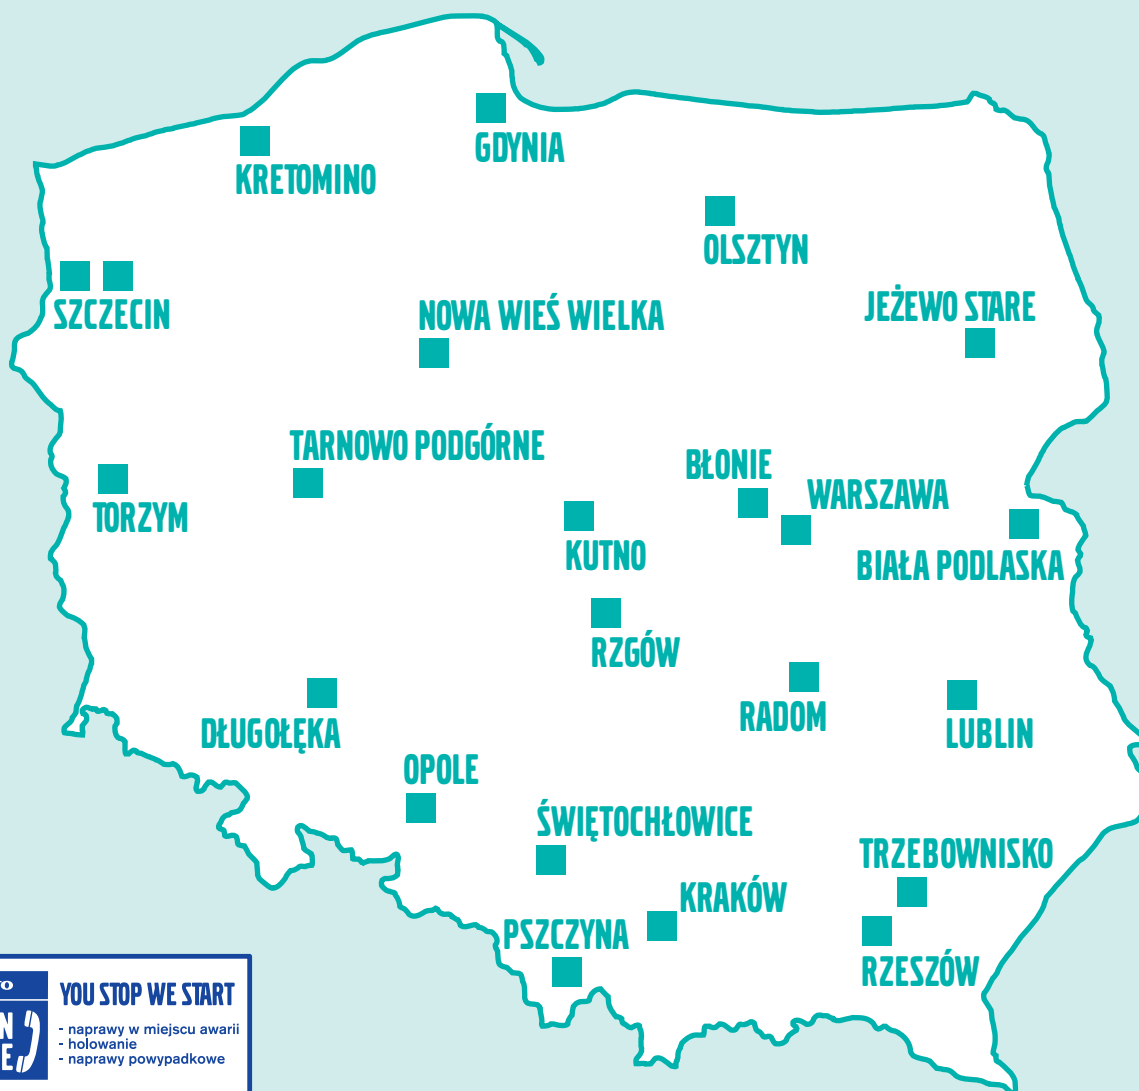 GDYNIA
KRETOMINO
OLSZTYN
SZCZECIN
NOWA WIEŚ WIELKA
JEŻEWO STARE
TARNOWO PODGÓRNE
BŁONIE
WARSZAWA
TORZYM
KUTNO
BIAŁA PODLASKA
RZGÓW
RADOM
DŁUGOŁĘKA
LUBLIN
OPOLE
ŚWIĘTOCHŁOWICE
TRZEBOWNISKO
KRAKÓW
PSZCZYNA
RZESZÓW
YOU STOP WE START
- naprawy w miejscu awarii
- holowanie
- naprawy powypadkowe